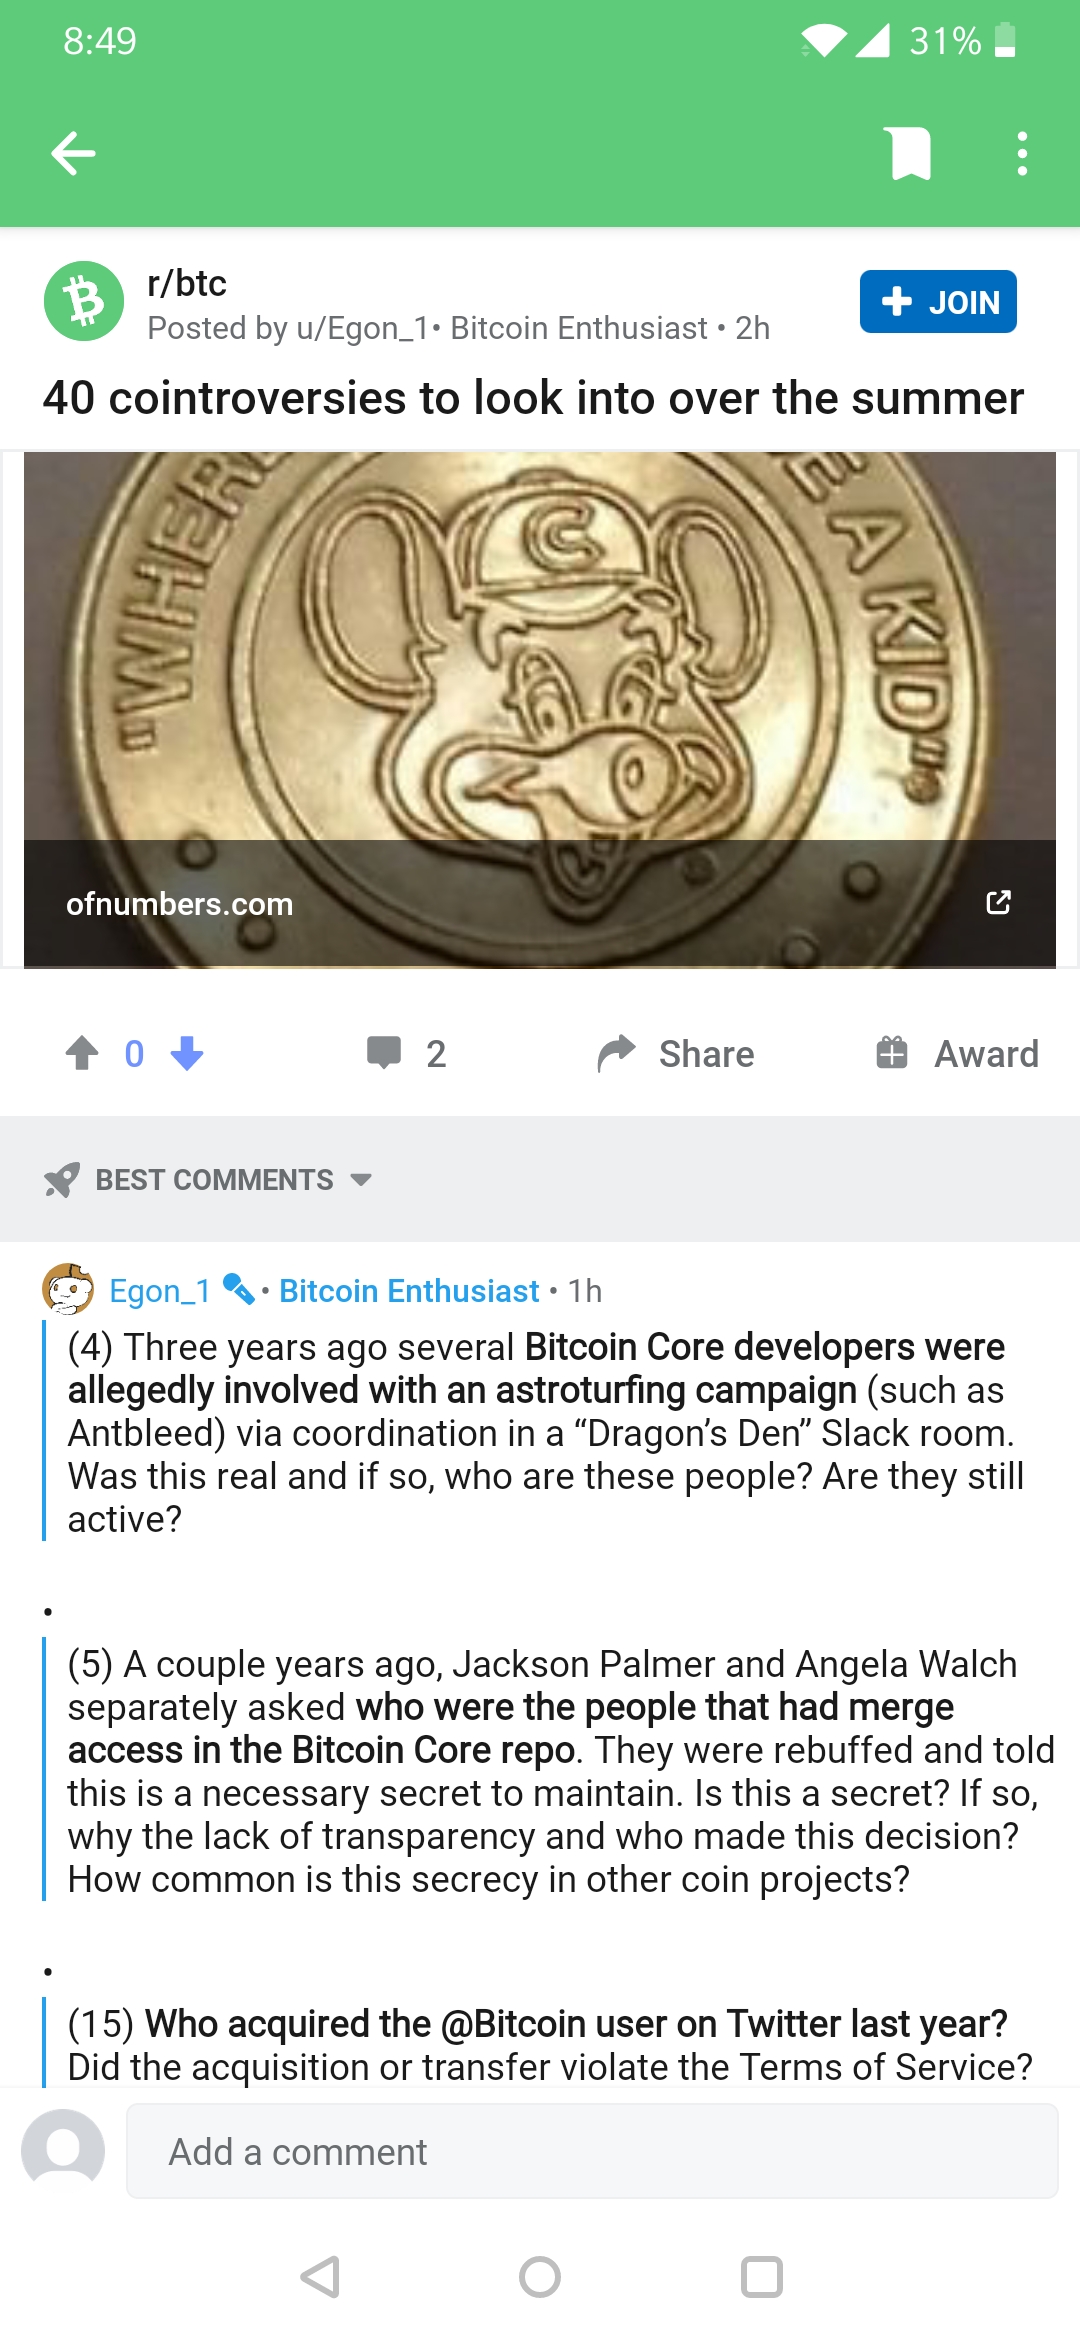 8:49
31%
r/btc
JOIN
Posted by u/Egon_1• Bitcoin Enthusiast • 2h
40 cointroversies to look into over the summer
"WHER
E A KID"
C
ofnumbers.com
0
2
Share
Award
BEST COMMENTS
Egon_1 • Bitcoin Enthusiast • 1h
(4) Three years ago several Bitcoin Core developers were
allegedly involved with an astroturfing campaign (such as
Antbleed) via coordination in a “Dragon’s Den” Slack room.
Was this real and if so, who are these people? Are they still
active?
.
(5) A couple years ago, Jackson Palmer and Angela Walch
separately asked who were the people that had merge
access in the Bitcoin Core repo. They were rebuffed and told
this is a necessary secret to maintain. Is this a secret? If so,
why the lack of transparency and who made this decision?
How common is this secrecy in other coin projects?
.
(15) Who acquired the @Bitcoin user on Twitter last year?
Did the acquisition or transfer violate the Terms of Service?
Add a comment